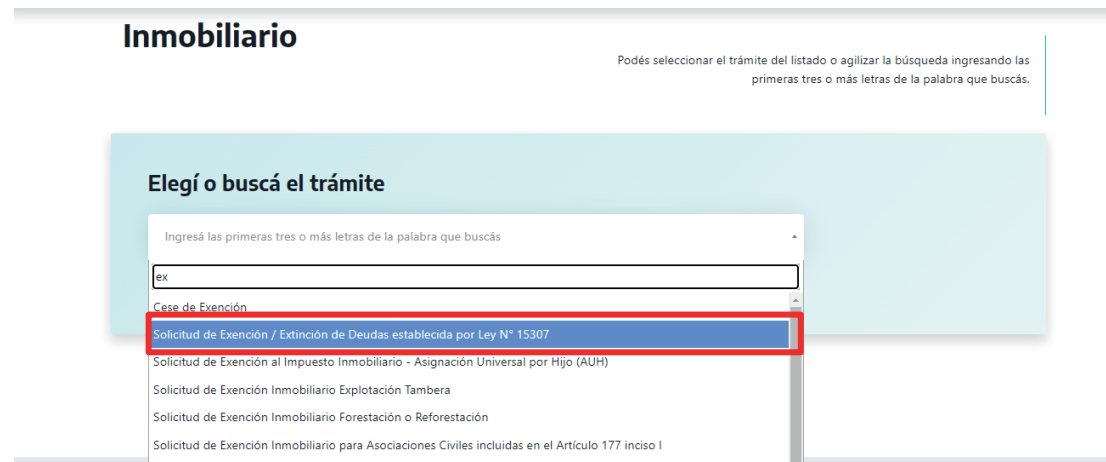 Inmobiliario
Podés seleccionar el trámite del listado o agilizar la búsqueda ingresando las
primeras tres o más letras de la palabra que buscás.
Elegí o buscá el trámite
Ingresá las primeras tres o más letras de la palabra que buscás
ex
Cese de Exención
Solicitud de Exención / Extinción de Deudas establecida por Ley N° 15307
Solicitud de Exención al Impuesto Inmobiliario - Asignación Universal por Hijo (AUH)
Solicitud de Exención Inmobiliario Explotación Tambera
Solicitud de Exención Inmobiliario Forestación o Reforestación
Solicitud de Exención Inmobiliario para Asociaciones Civiles incluidas en el Artículo 177 inciso I